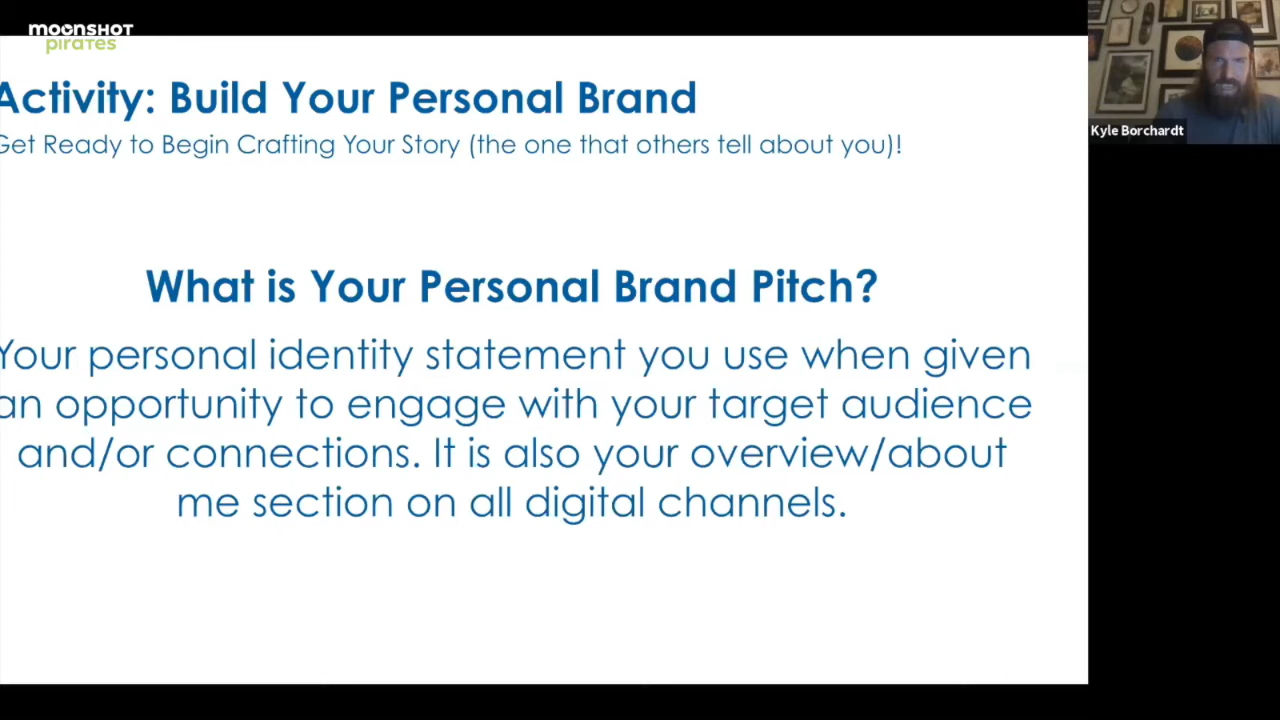 MOONSHOT
pirates
Activity: Build Your Personal Brand
Get Ready to Begin Crafting Your Story (the one that others tell about you)!
Kyle Borchardt
What is Your Personal Brand Pitch?
Your personal identity statement you use when given
an opportunity to engage with your target audience
and/or connections. It is also your overview/about
me section on all digital channels.